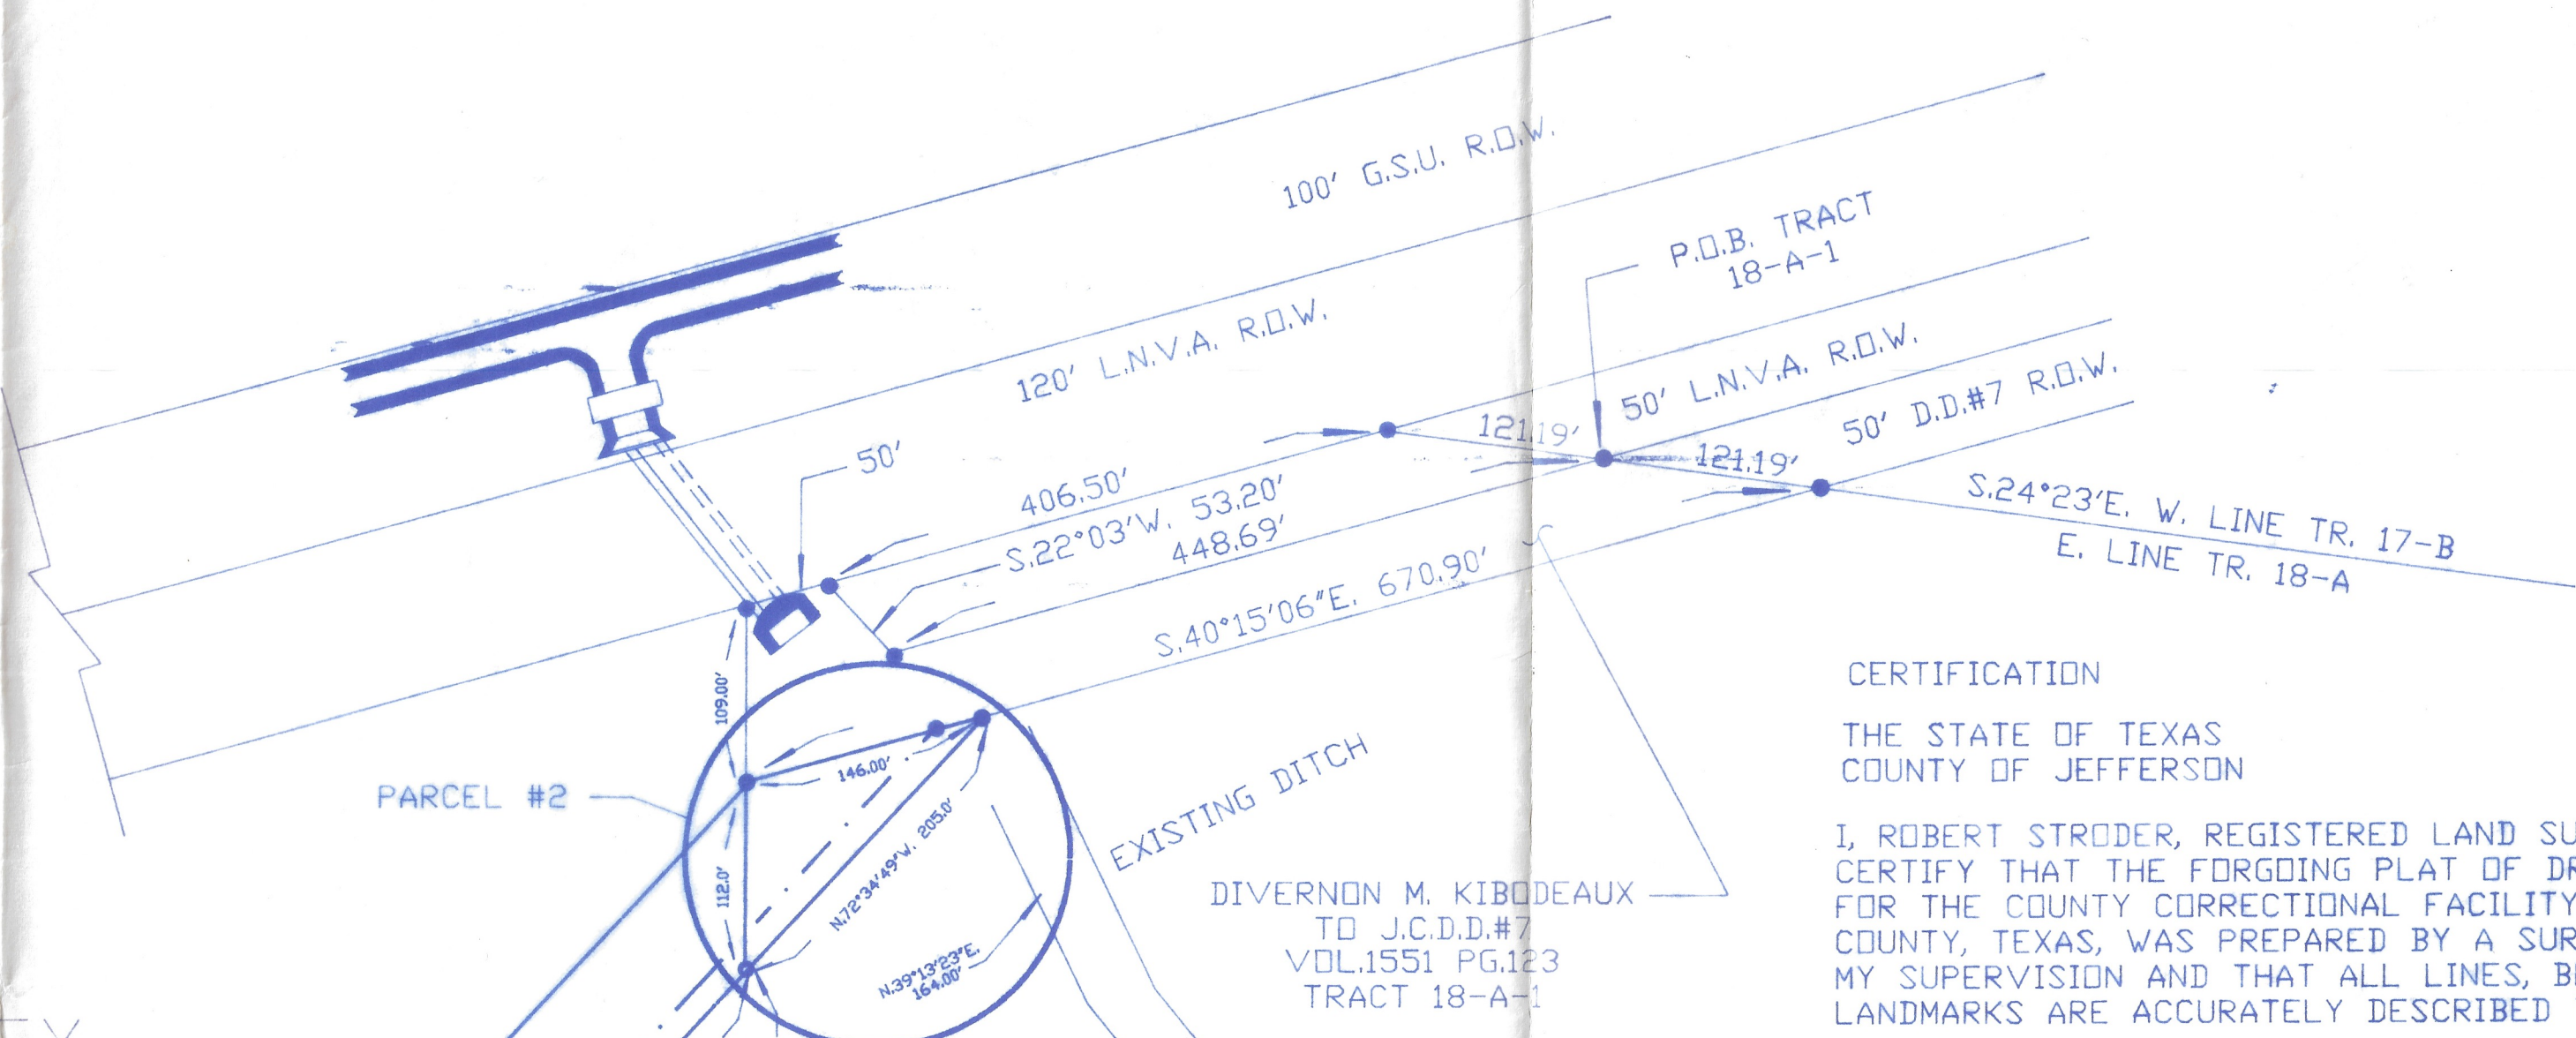 100' G.S.U. R.O.W.
P.O.B. TRACT
18-A-1
120' L.N.V.A. R.O.W.
50' L.N.V.A. R.O.W.
50' D.D.#7 R.O.W.
121.19'
121.19'
50'
406.50'
S.22°03'W. 53.20'
448.69'
S.40°15'06"E. 670.90'
S.24°23'E. W. LINE TR. 17-B
E. LINE TR. 18-A
109.00'
146.00'
PARCEL #2
112.0'
N.72°34'49"W. 205.0'
N.39°13'23"E.
164.00'
EXISTING DITCH
DIVERNON M. KIBODEAUX
TO J.C.D.D.#7
VOL.1551 PG.123
TRACT 18-A-1
CERTIFICATION
THE STATE OF TEXAS
COUNTY OF JEFFERSON
I, ROBERT STRODER, REGISTERED LAND SU
CERTIFY THAT THE FORGOING PLAT OF DR
FOR THE COUNTY CORRECTIONAL FACILITY
COUNTY, TEXAS, WAS PREPARED BY A SUR
MY SUPERVISION AND THAT ALL LINES, B
LANDMARKS ARE ACCURATELY DESCRIBED